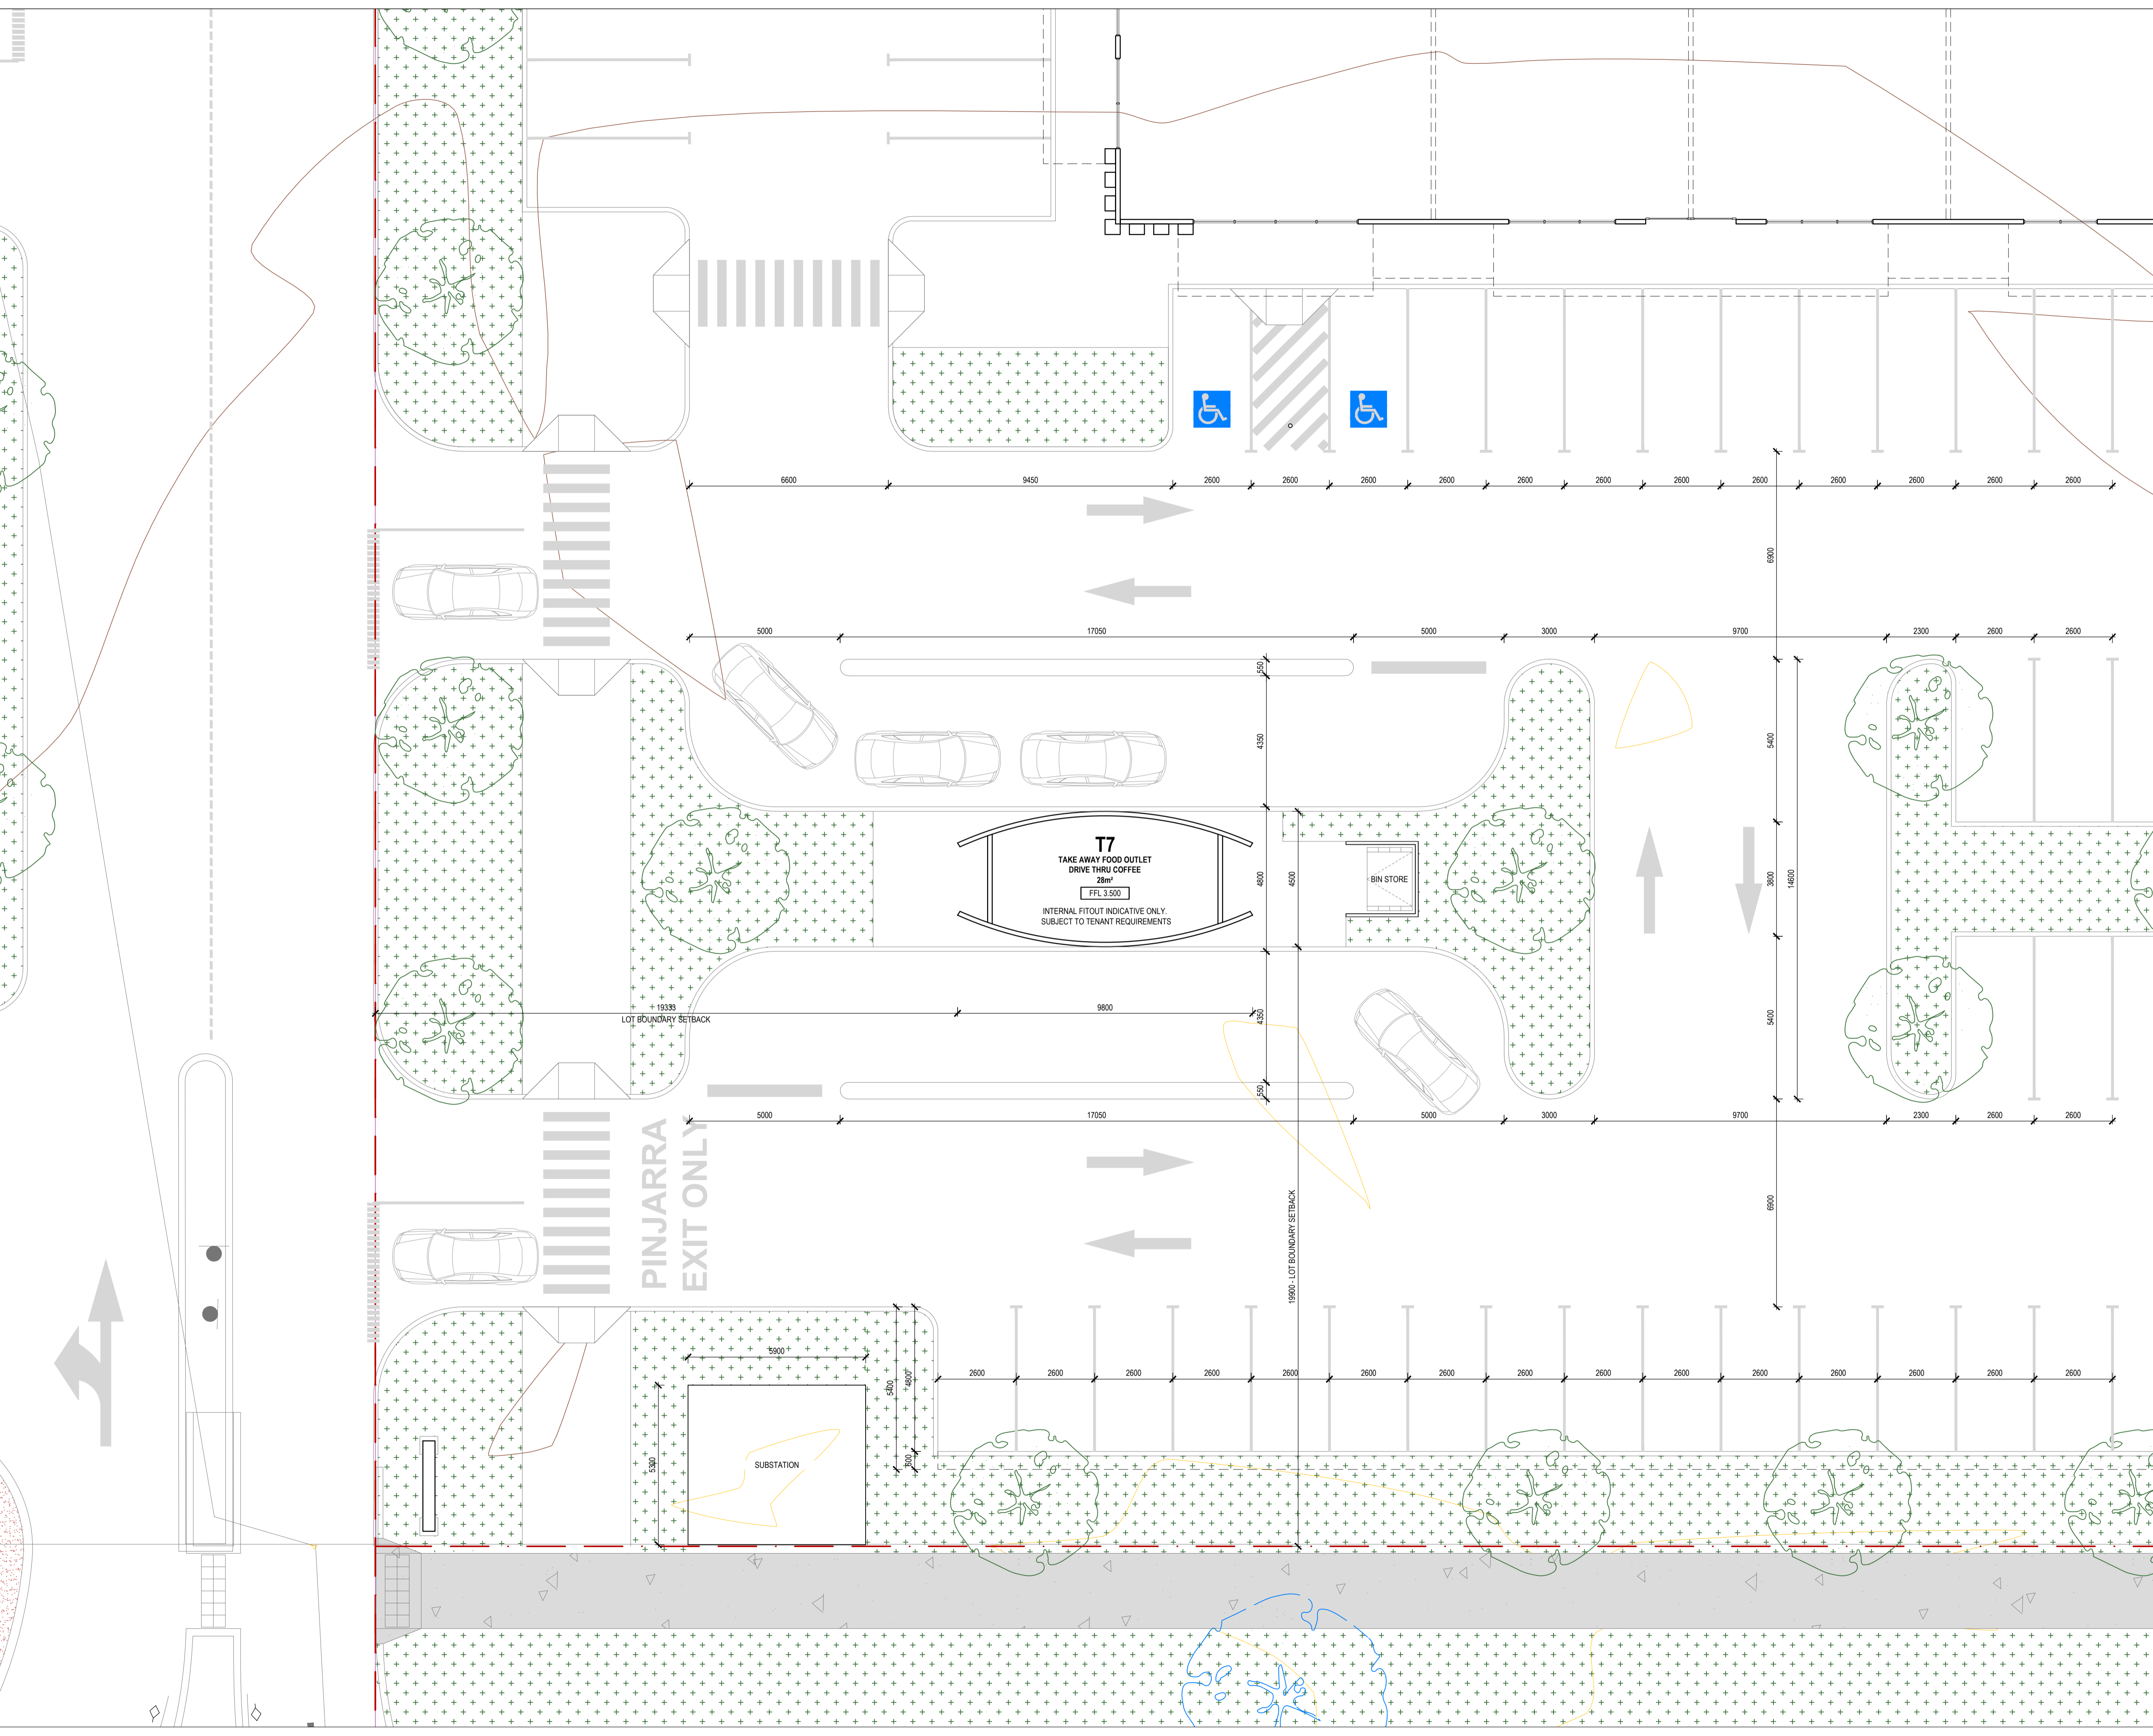 6600 9450 2600 2600 2600 2600 2600 2600 2600 2600 2600 2600 2600 2600
6900
5000 17050 5000 3000 9700 2300 2600 2600
550
4350
5400
T7
TAKE AWAY FOOD OUTLET
DRIVE THRU COFFEE
28m²
FFL 3.500
INTERNAL FITOUT INDICATIVE ONLY.
SUBJECT TO TENANT REQUIREMENTS
4800
4500
BIN STORE
3800
14600
19333
LOT BOUNDARY SETBACK
9800
4350
5400
550
5000 17050 5000 3000 9700 2300 2600 2600
PINJARRA
EXIT ONLY
19900 - LOT BOUNDARY SETBACK
6900
5900
5400
4800
2600 2600 2600 2600 2600 2600 2600 2600 2600 2600 2600 2600 2600 2600 2600
5300
SUBSTATION
600